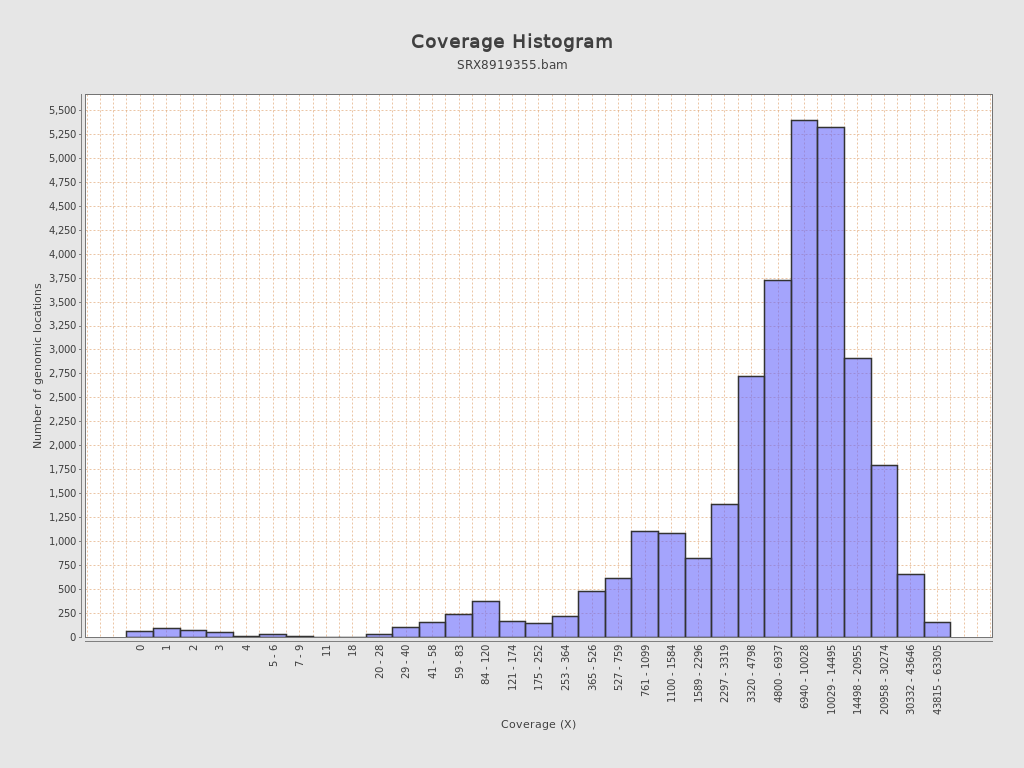 Coverage Histogram
SRX8919355.bam
5,500
5,250
5,000
4,750
4,500
4,250
4,000
3,750
3,500
3,250
3,000
2,750
2,500
2,250
2,000
1,750
1,500
1,250
1,000
750
500
250
0
Number of genomic locations
0
1
2
3
4
5 - 6
7 - 9
11
18
20 - 28
29 - 40
41 - 58
59 - 83
84 - 120
121 - 174
175 - 252
253 - 364
365 - 526
527 - 759
761 - 1099
1100 - 1584
1589 - 2296
2297 - 3319
3320 - 4798
4800 - 6937
6940 - 10028
10029 - 14495
14498 - 20955
20958 - 30274
30332 - 43646
43815 - 63305
Coverage (X)